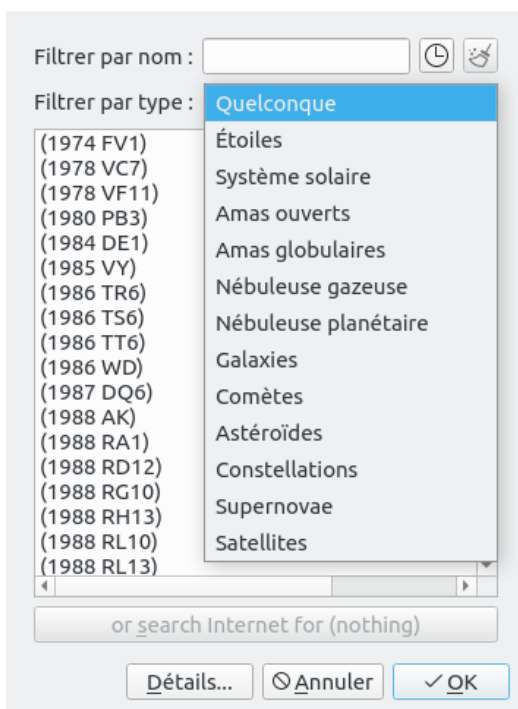 Filtrer par nom :
Filtrer par type :
Quelconque
Étoiles
Système solaire
Amas ouverts
Amas globulaires
Nébuleuse gazeuse
Nébuleuse planétaire
Galaxies
Comètes
Astéroïdes
Constellations
Supernovae
Satellites
(1974 FV1)
(1978 VC7)
(1978 VF11)
(1980 PB3)
(1984 DE1)
(1985 VY)
(1986 TR6)
(1986 TS6)
(1986 TT6)
(1986 WD)
(1987 DQ6)
(1988 AK)
(1988 RA1)
(1988 RD12)
(1988 RG10)
(1988 RH13)
(1988 RL10)
(1988 RL13)
or search Internet for (nothing)
Détails...
Annuler
OK